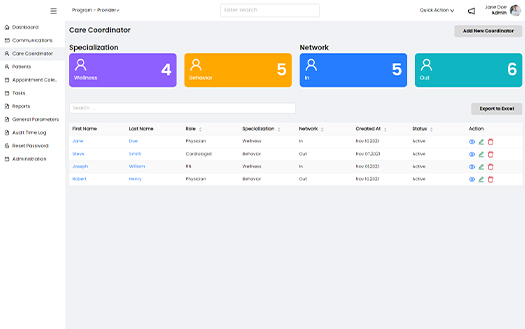 Program - Provider
Enter Search
Quick Action
Jane Doe
Admin
Dashboard
Communications
Care Coordinator
Patients
Appointment Cale..
Tasks
Reports
General Parameters
Audit Time Log
Reset Password
Administration
Care Coordinator
Add New Coordinator
Specialization
Network
Wellness 4
Behavior 5
In 5
Out 6
Search ...
Export to Excel
First Name Last Name Role Specialization Network Created At Status Action
Jane Doe Physician Wellness In Nov 10,2021 Active
Steve Smith Cardiologist Behavior Out Nov 07,2021 Active
Joseph William RN Wellness In Nov 01,2021 Active
Robert Henry Physician Behavior Out Nov 10,2021 Active